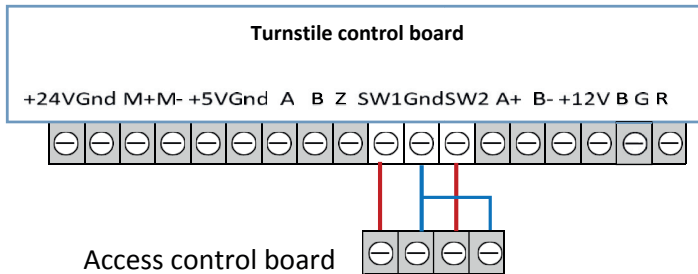 Turnstile control board
+24VGnd M+M- +5VGnd A B Z SW1GndSW2 A+ B- +12V B G R
Access control board